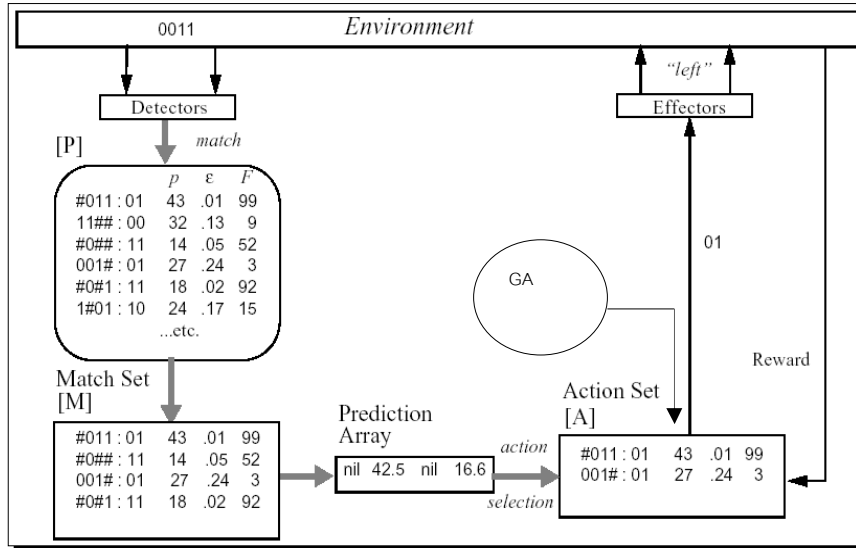 0011
Environment
"left"
Detectors
Effectors
match
[P]
p ε F
#011 : 01 43 .01 99
11## : 00 32 .13 9
#0## : 11 14 .05 52
001# : 01 27 .24 3
#0#1 : 11 18 .02 92
1#01 : 10 24 .17 15
...etc.
01
GA
Reward
Match Set
[M]
#011 : 01 43 .01 99
#0## : 11 14 .05 52
001# : 01 27 .24 3
#0#1 : 11 18 .02 92
Prediction
Array
nil 42.5 nil 16.6
action
selection
Action Set
[A]
#011 : 01 43 .01 99
001# : 01 27 .24 3